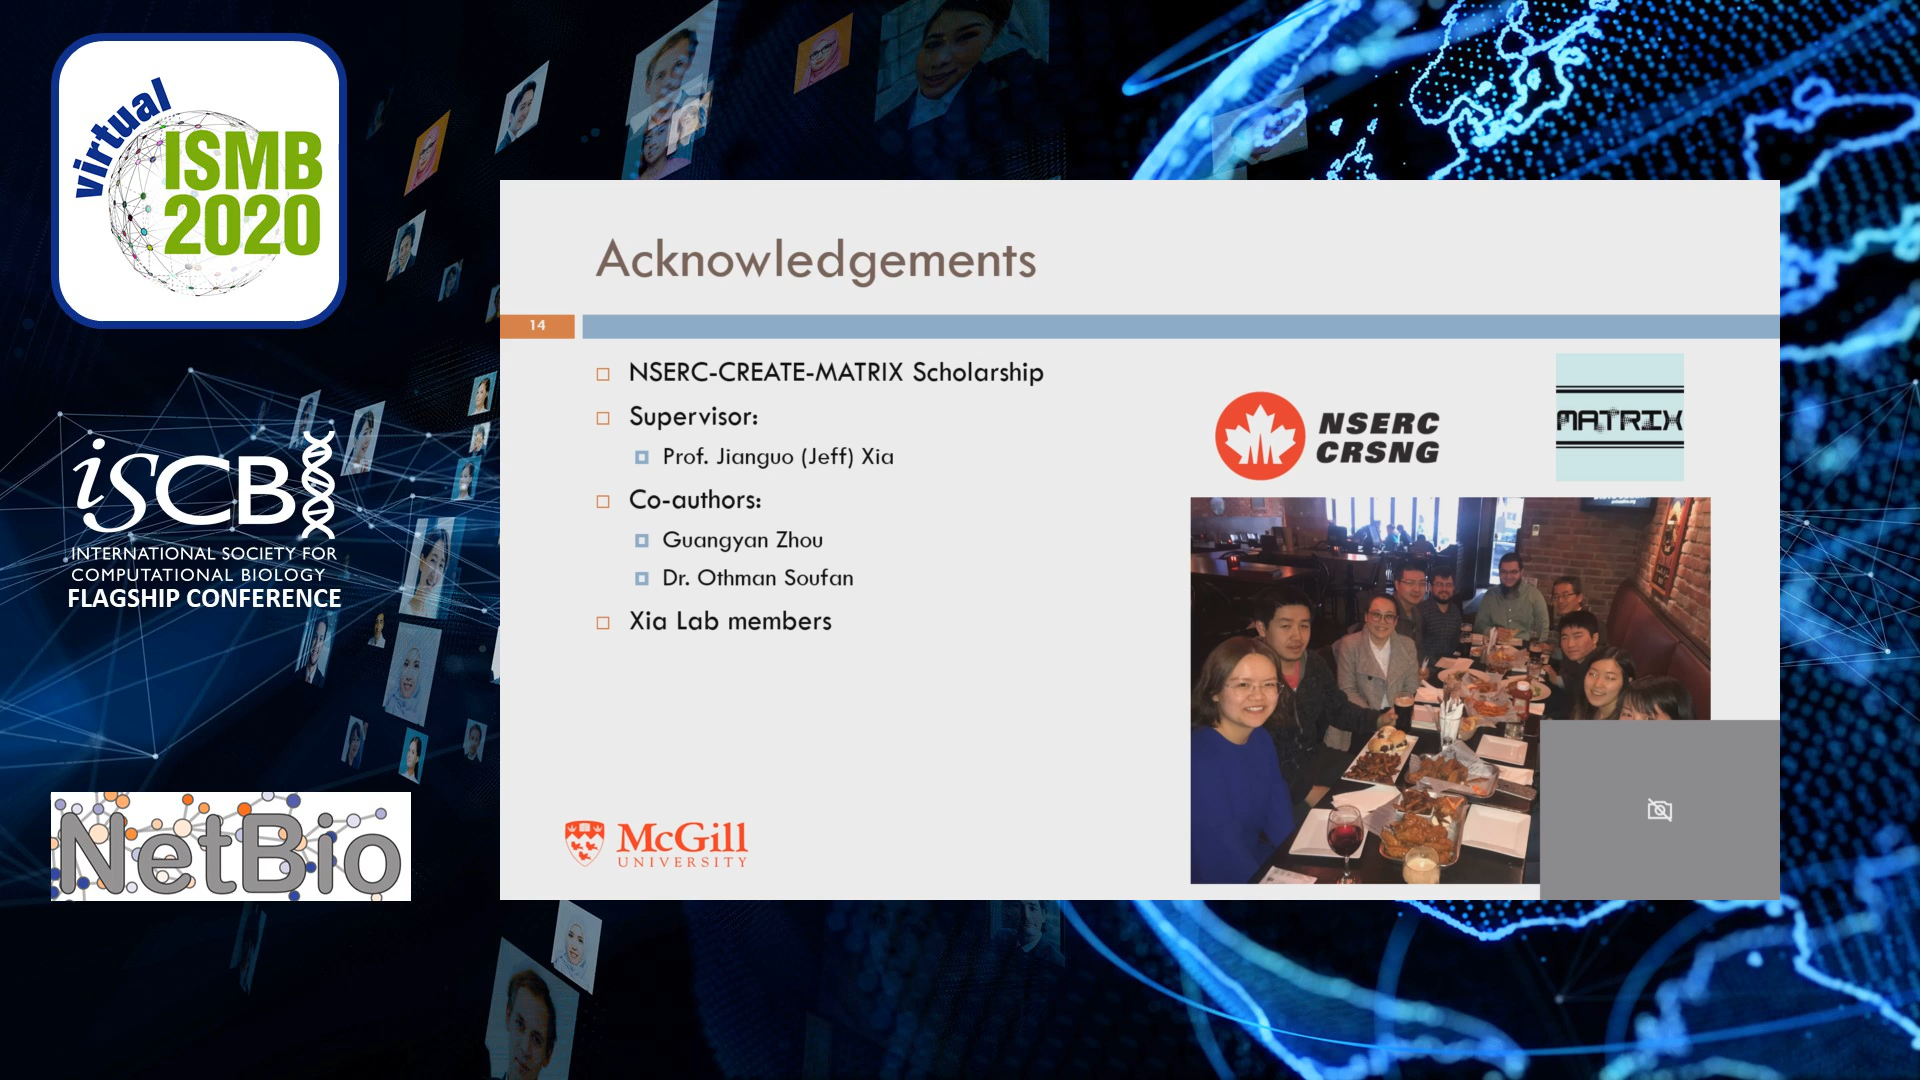 virtual
ISMB
2020
iSCB
INTERNATIONAL SOCIETY FOR
COMPUTATIONAL BIOLOGY
FLAGSHIP CONFERENCE
NetBio
Acknowledgements
14
NSERC-CREATE-MATRIX Scholarship
Supervisor:
Prof. Jianguo (Jeff) Xia
Co-authors:
Guangyan Zhou
Dr. Othman Soufan
Xia Lab members
NSERC
CRSNG
MATRIX
McGill
UNIVERSITY